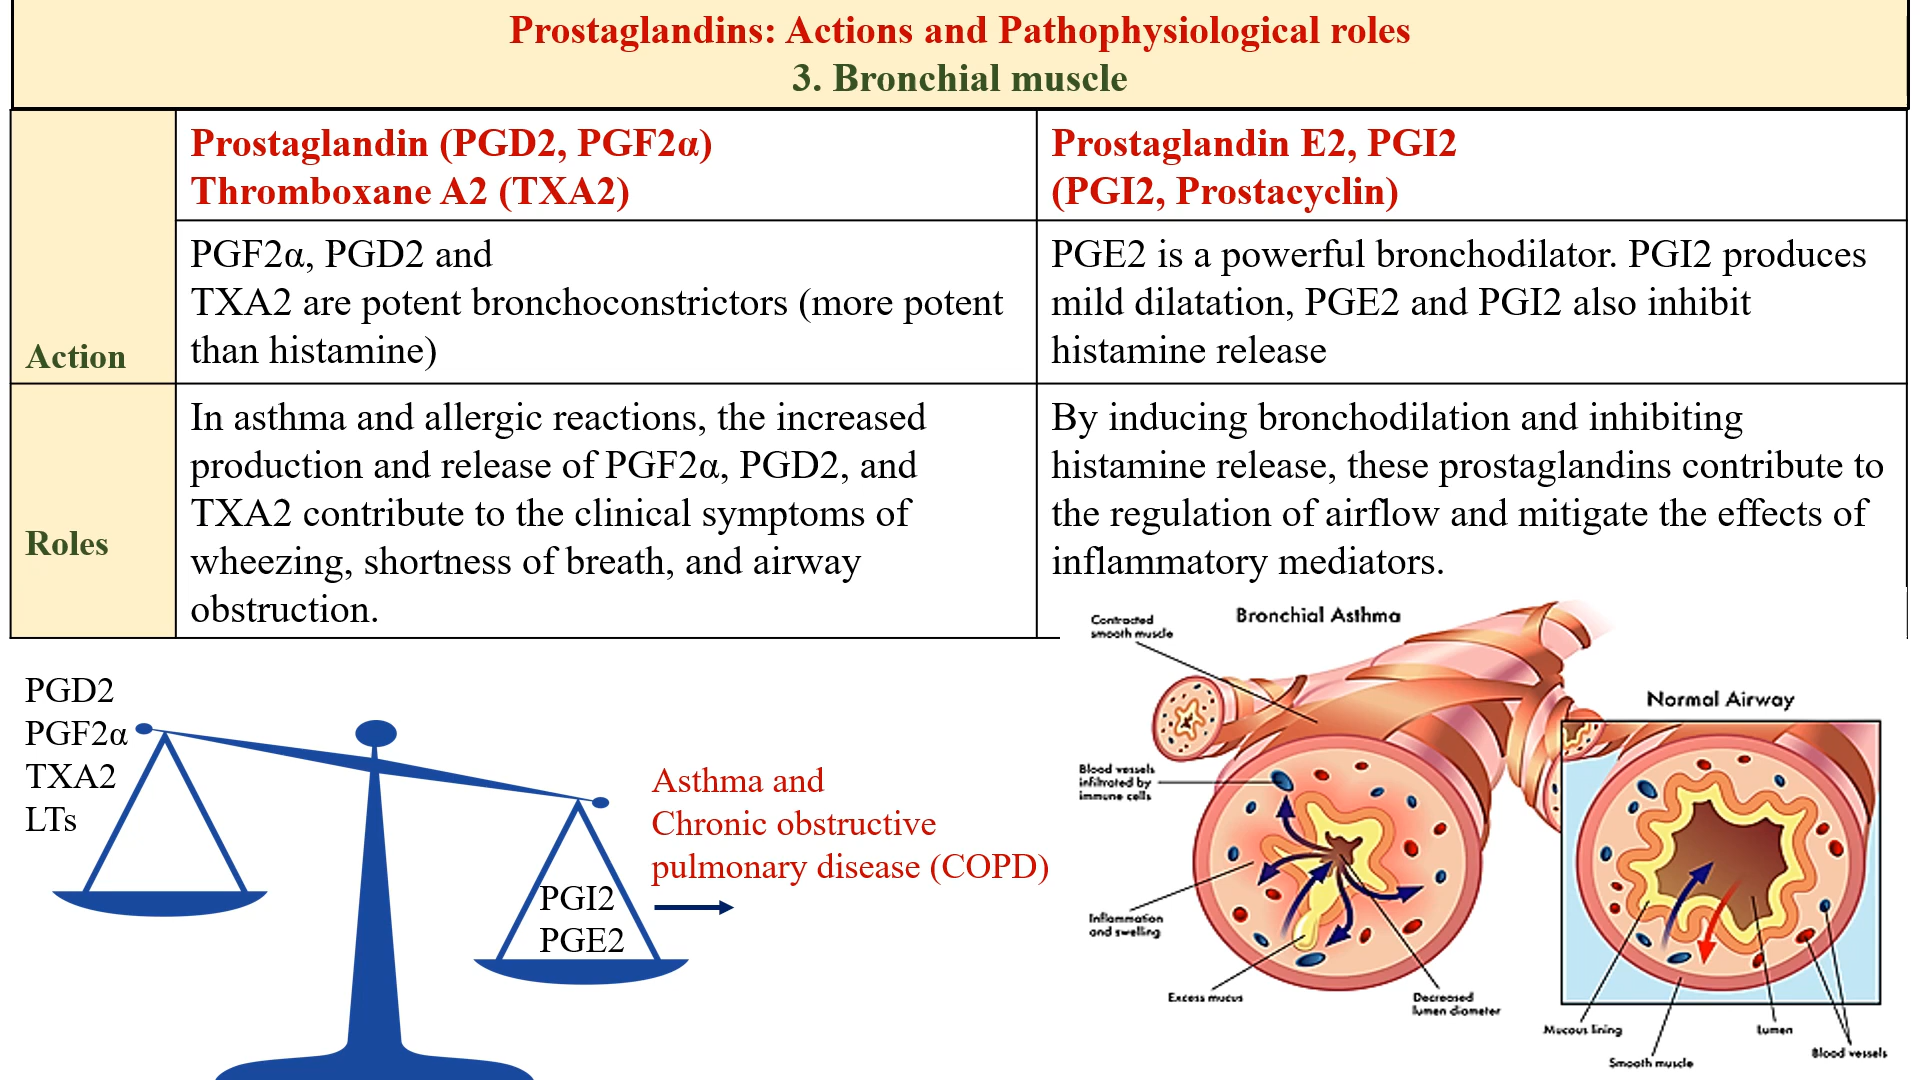 Prostaglandins: Actions and Pathophysiological roles
3. Bronchial muscle
Action
Prostaglandin (PGD2, PGF2α)
Thromboxane A2 (TXA2)
Prostaglandin E2, PGI2
(PGI2, Prostacyclin)
PGF2α, PGD2 and
TXA2 are potent bronchoconstrictors (more potent
than histamine)
PGE2 is a powerful bronchodilator. PGI2 produces
mild dilatation, PGE2 and PGI2 also inhibit
histamine release
Roles
In asthma and allergic reactions, the increased
production and release of PGF2α, PGD2, and
TXA2 contribute to the clinical symptoms of
wheezing, shortness of breath, and airway
obstruction.
By inducing bronchodilation and inhibiting
histamine release, these prostaglandins contribute to
the regulation of airflow and mitigate the effects of
inflammatory mediators.
PGD2
PGF2α
TXA2
LTs
PGI2
PGE2
Asthma and
Chronic obstructive
pulmonary disease (COPD)
Bronchial Asthma
Contracted
smooth muscle
Blood vessels
infiltrated by
immune cells
Inflammation
and swelling
Excess mucus
Decreased
lumen diameter
Normal Airway
Mucous lining
Smooth muscle
Lumen
Blood vessels